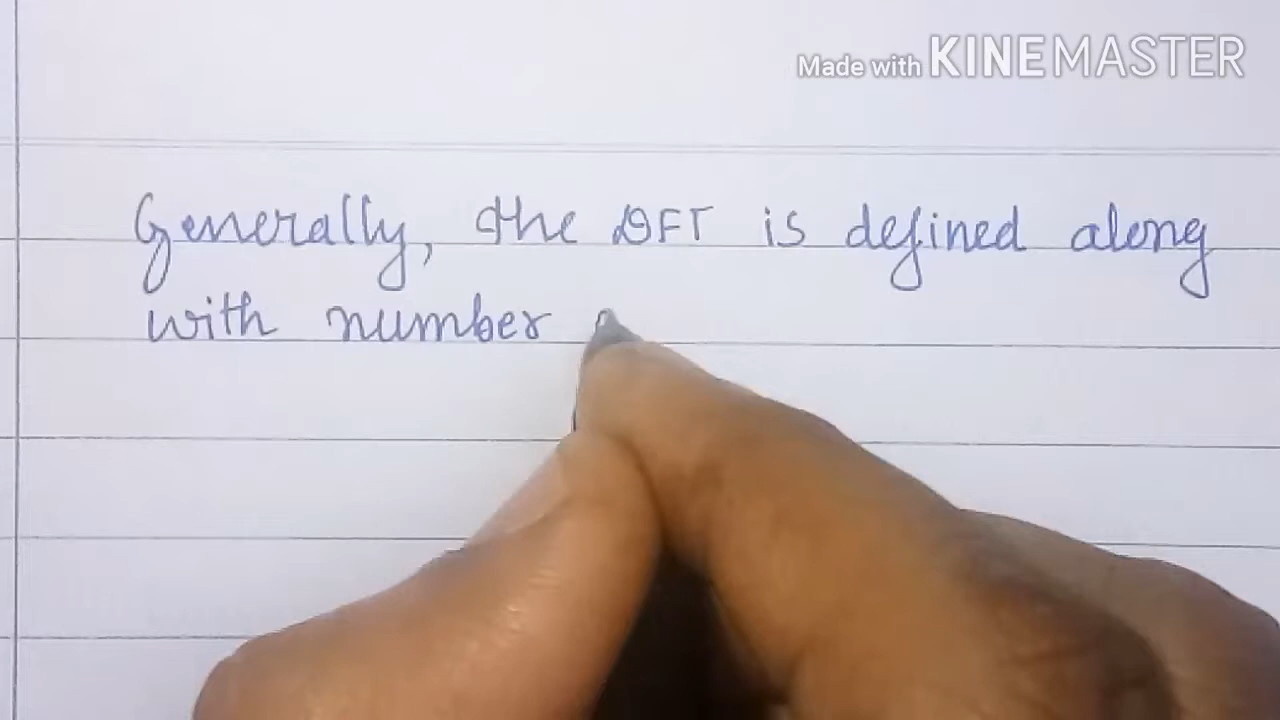 Made with KINEMASTER
Generally, the DFT is defined along
with number